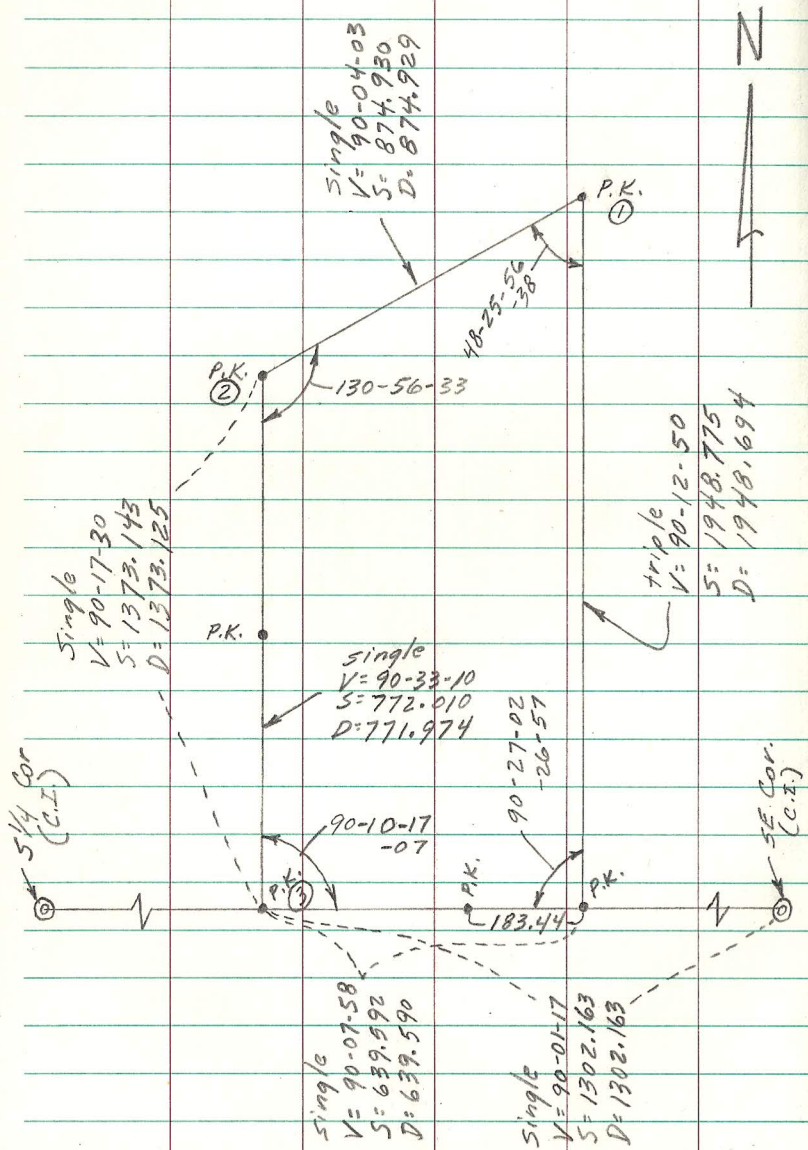 N
single
V= 90-04-03
S= 874.930
D= 874.929
P.K.
①
48-25-56
-38
P.K.
②
130-56-33
Single
V= 90-17-30
S= 1373.143
D= 1373.125
P.K.
single
V= 90-33-10
S= 772.010
D= 771.974
triple
V= 90-12-50
S= 1948.775
D= 1948.694
90-27-02
-26-57
90-10-17
-07
S 1/4 Cor
(C.I.)
P.K.
③
P.K.
183.44
P.K.
SE Cor.
(C.I.)
single
V= 90-07-58
S= 639.592
D= 639.590
Single
V= 90-01-17
S= 1302.163
D= 1302.163